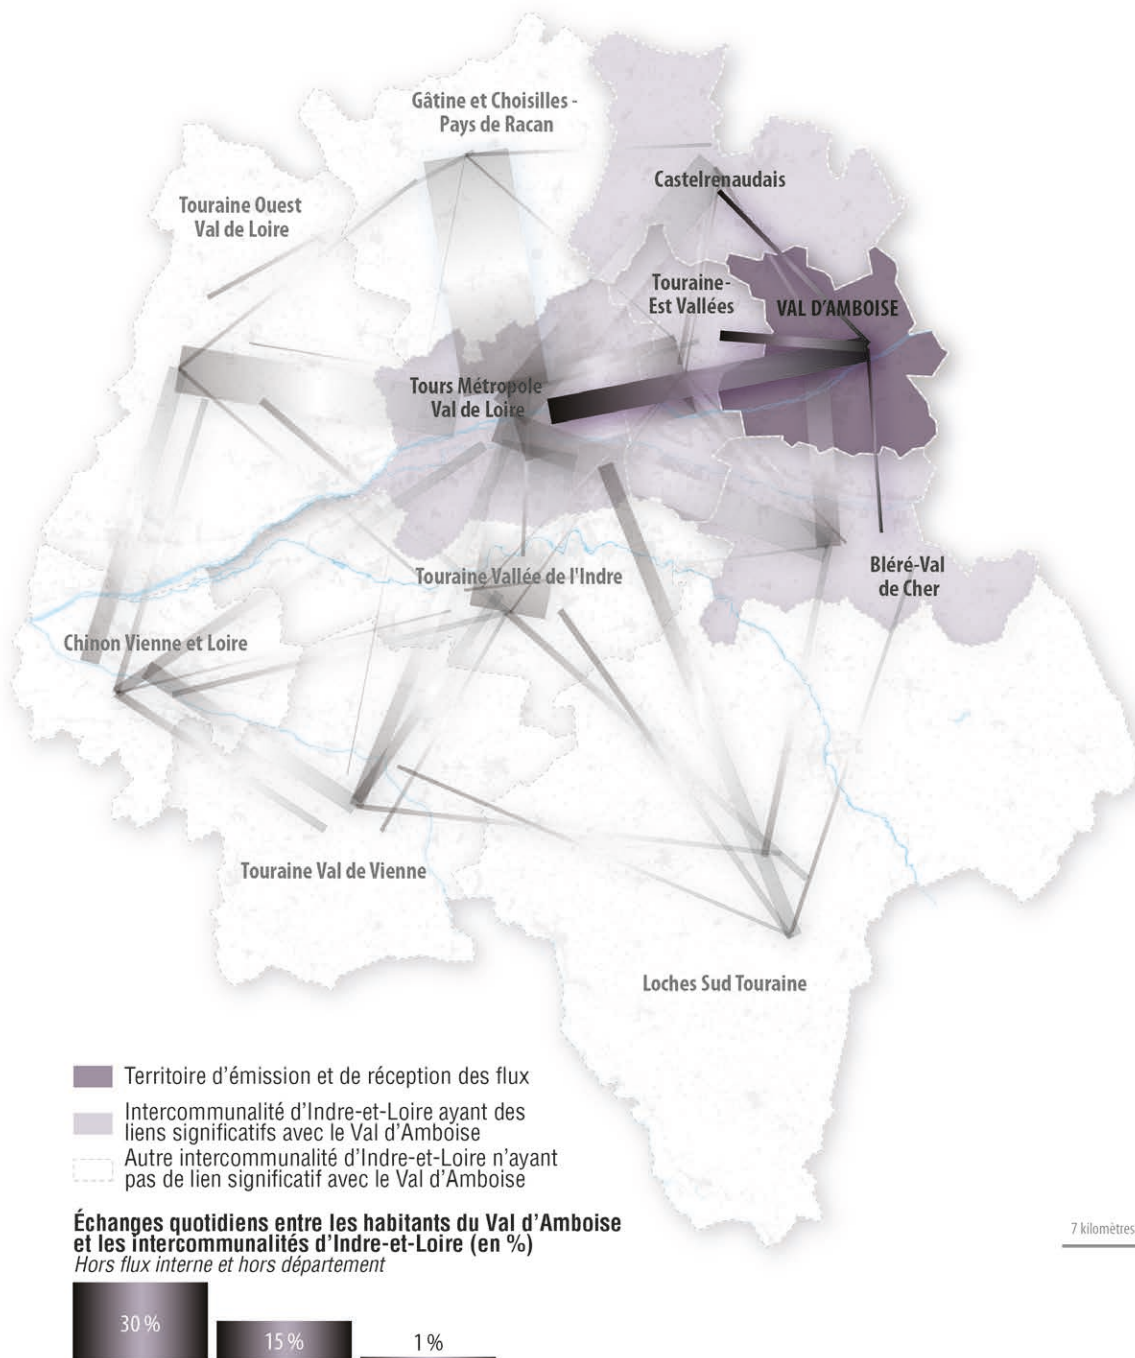 Gâtine et Choisilles -
Pays de Racan
Castelrenaudais
Touraine Ouest
Val de Loire
Touraine-
Est Vallées
VAL D'AMBOISE
Tours Métropole
Val de Loire
Bléré-Val
de Cher
Touraine Vallée de l'Indre
Chinon Vienne et Loire
Touraine Val de Vienne
Loches Sud Touraine
Territoire d'émission et de réception des flux
Intercommunalité d'Indre-et-Loire ayant des
liens significatifs avec le Val d'Amboise
Autre intercommunalité d'Indre-et-Loire n'ayant
pas de lien significatif avec le Val d'Amboise
Échanges quotidiens entre les habitants du Val d'Amboise
et les intercommunalités d'Indre-et-Loire (en %)
Hors flux interne et hors département
7 kilomètres
30 %
15 %
1 %